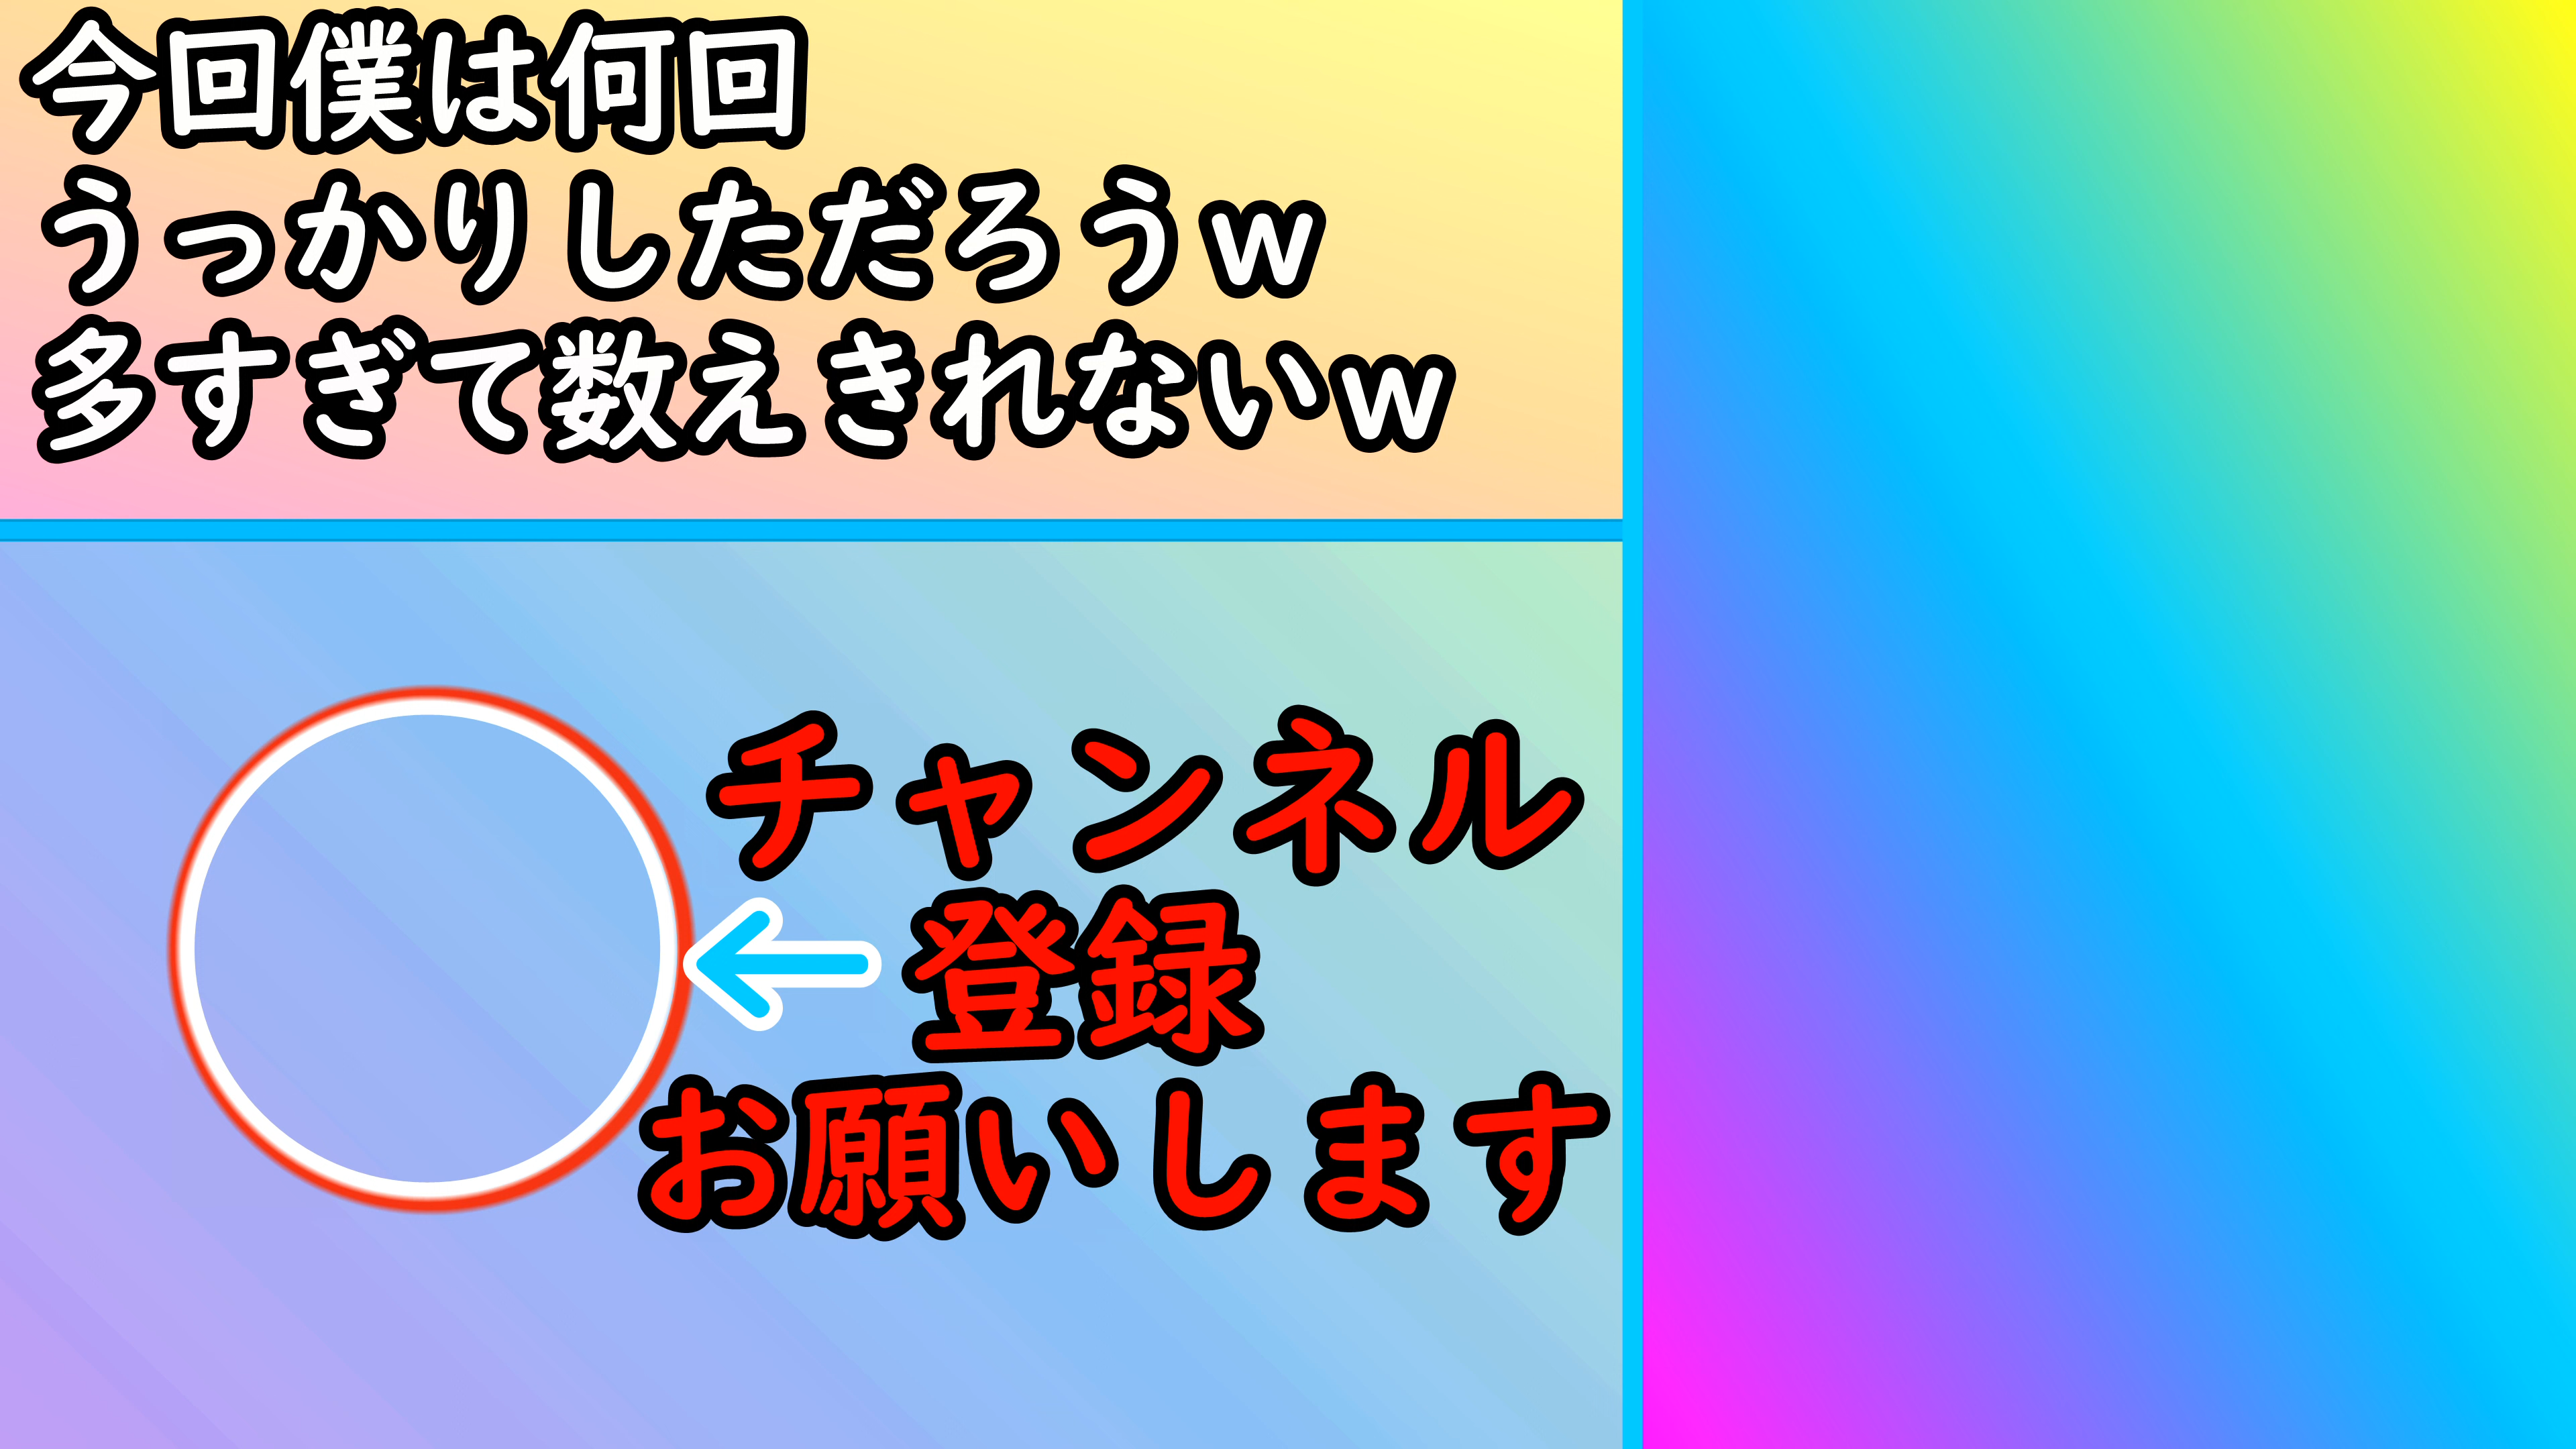 今回僕は何回
うっかりしただろうw
多すぎて数えきれないw
チャンネル
登録
お願いします